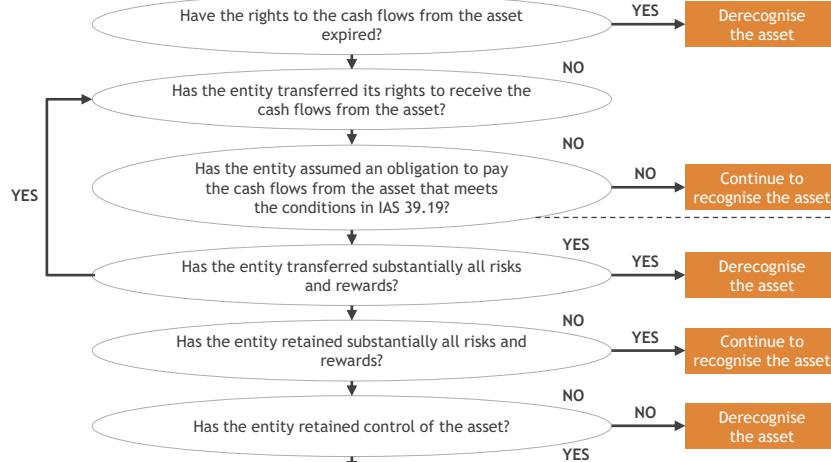 Have the rights to the cash flows from the asset
expired?
YES
Derecognise
the asset
NO
Has the entity transferred its rights to receive the
cash flows from the asset?
NO
YES
Has the entity assumed an obligation to pay
the cash flows from the asset that meets
the conditions in IAS 39.19?
NO
Continue to
recognise the asset
YES
Has the entity transferred substantially all risks
and rewards?
YES
Derecognise
the asset
NO
Has the entity retained substantially all risks and
rewards?
YES
Continue to
recognise the asset
NO
Has the entity retained control of the asset?
NO
Derecognise
the asset
YES